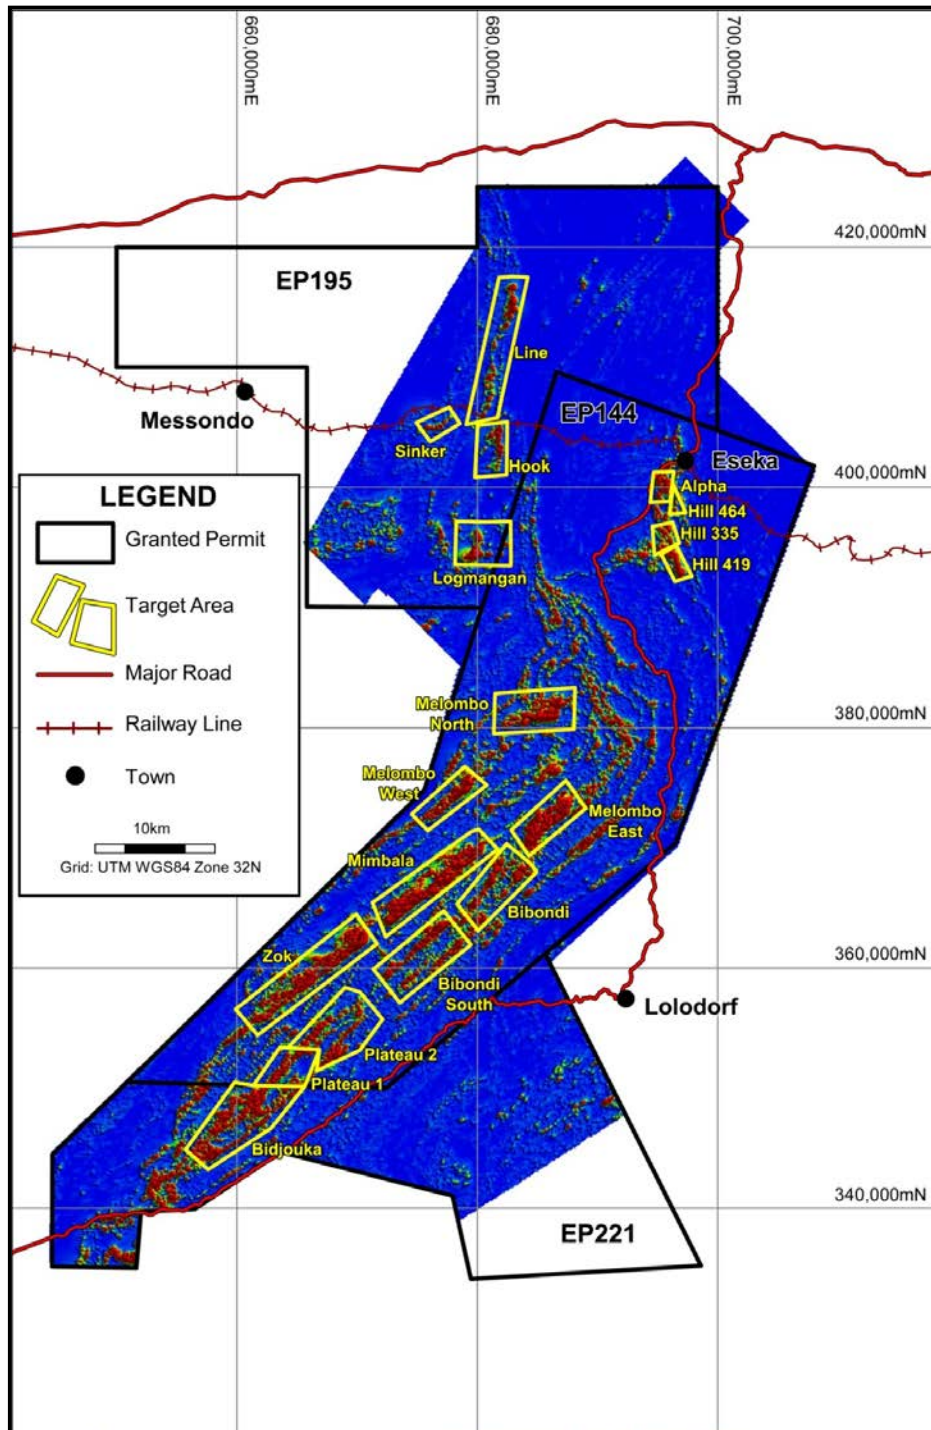 660,000mE
680,000mE
700,000mE
420,000mN
EP195
Line
EP144
Messondo
Sinker
Hook
Eseka
400,000mN
Alpha
Hill 464
Hill 335
Hill 419
Logmangan
LEGEND
Granted Permit
Target Area
Major Road
Railway Line
Town
10km
Grid: UTM WGS84 Zone 32N
Melombo
North
380,000mN
Melombo
West
Melombo
East
Mimbala
Bibondi
Zok
360,000mN
Bibondi
South
Lolodorf
Plateau 2
Plateau 1
Bidjouka
340,000mN
EP221